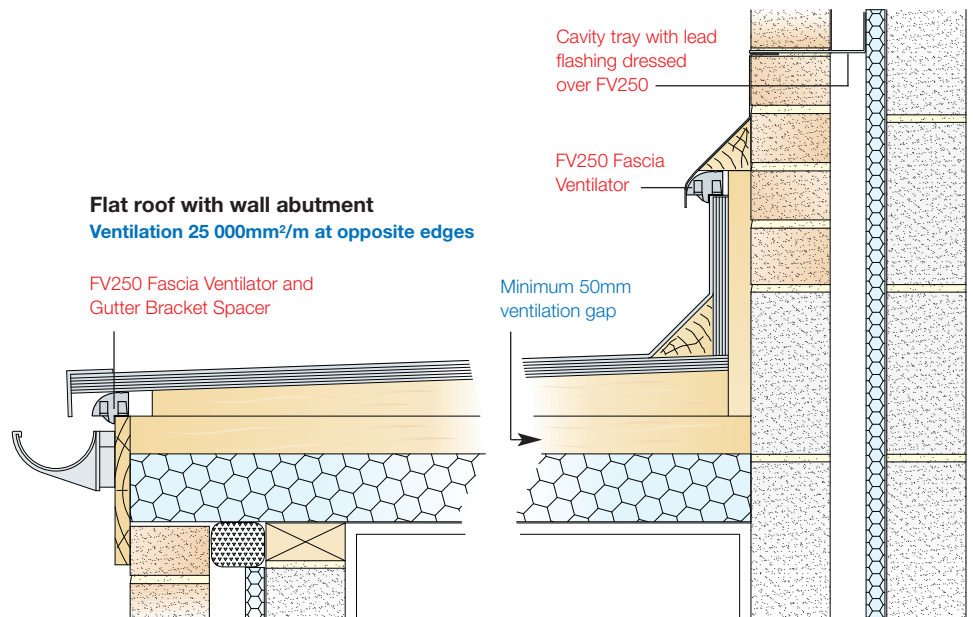 Cavity tray with lead
flashing dressed
over FV250
FV250 Fascia
Ventilator
Flat roof with wall abutment
Ventilation 25 000mm²/m at opposite edges
FV250 Fascia Ventilator and
Gutter Bracket Spacer
Minimum 50mm
ventilation gap